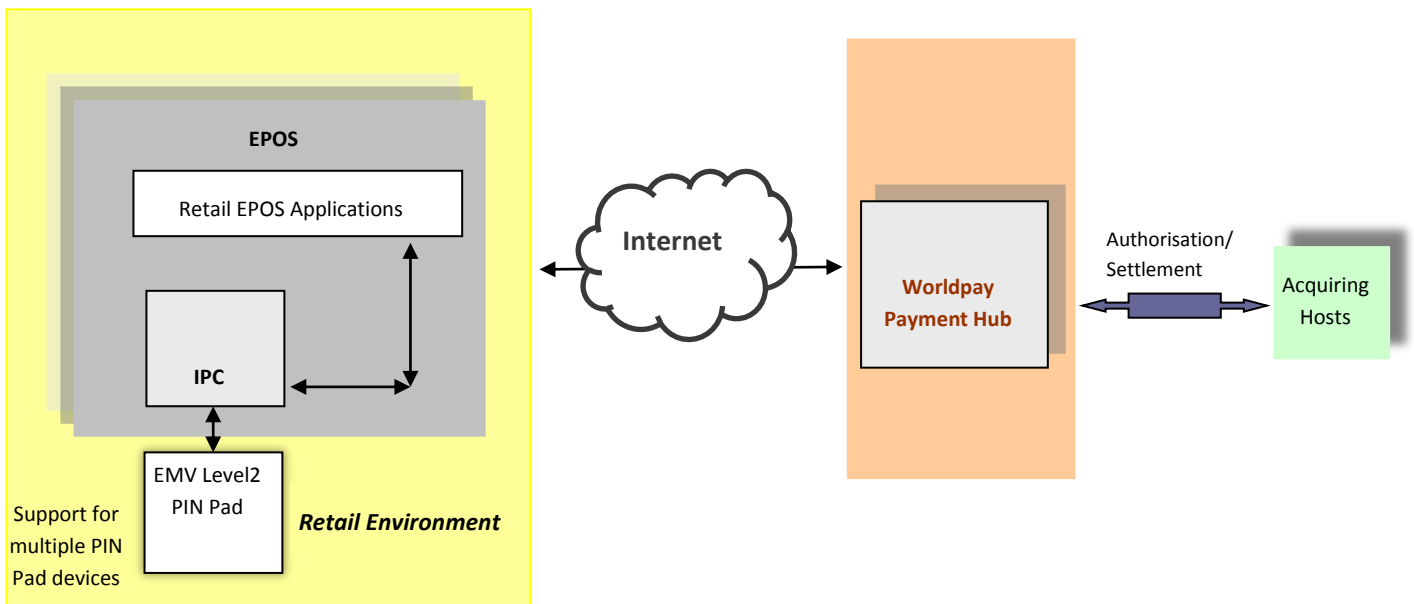 EPOS
Retail EPOS Applications
IPC
EMV Level2
PIN Pad
Support for
multiple PIN
Pad devices
Retail Environment
Internet
Worldpay
Payment Hub
Authorisation/
Settlement
Acquiring
Hosts